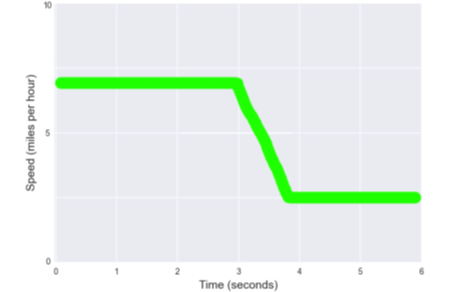 10
Speed (miles per hour)
5
0
0 1 2 3 4 5 6
Time (seconds)